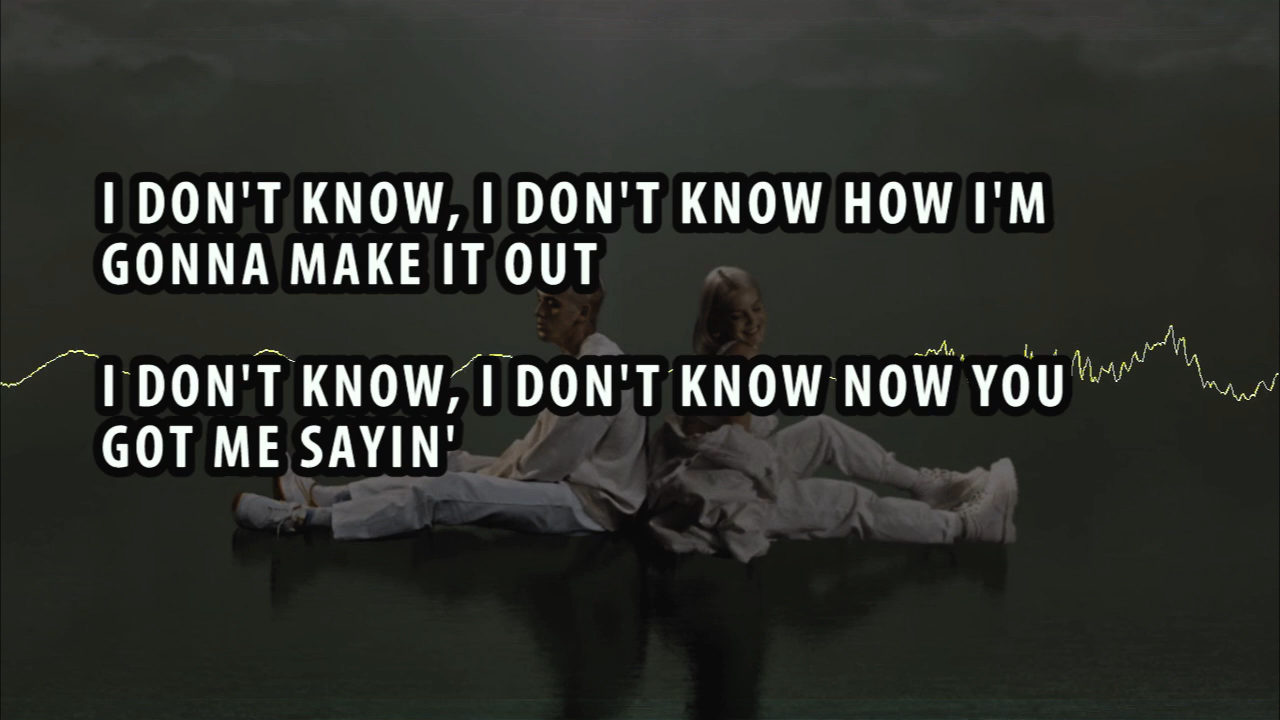 I DON'T KNOW, I DON'T KNOW HOW I'M
GONNA MAKE IT OUT
I DON'T KNOW, I DON'T KNOW NOW YOU
GOT ME SAYIN'